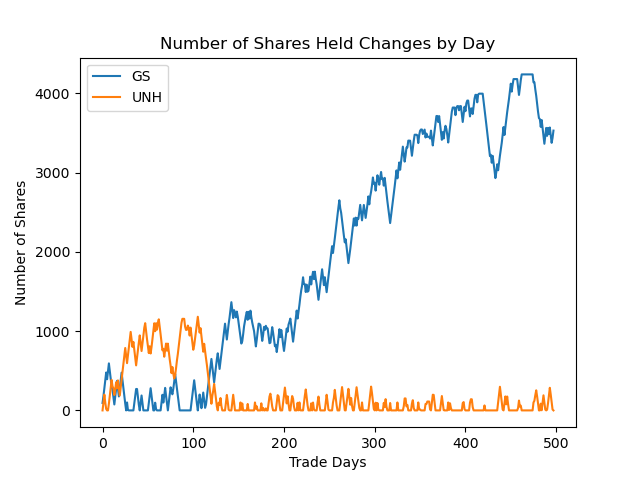 Number of Shares Held Changes by Day
GS
UNH
Number of Shares
4000
3000
2000
1000
0
0 100 200 300 400 500
Trade Days